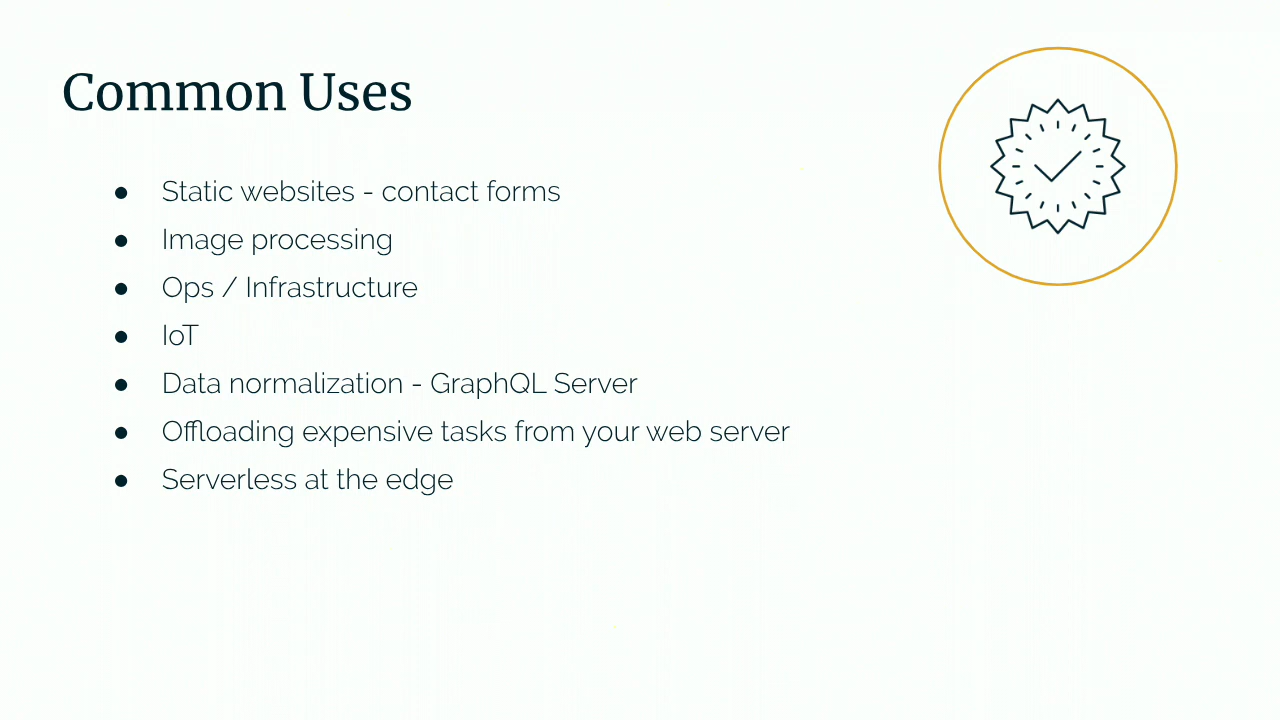 Common Uses
● Static websites - contact forms
● Image processing
● Ops / Infrastructure
● IoT
● Data normalization - GraphQL Server
● Offloading expensive tasks from your web server
● Serverless at the edge